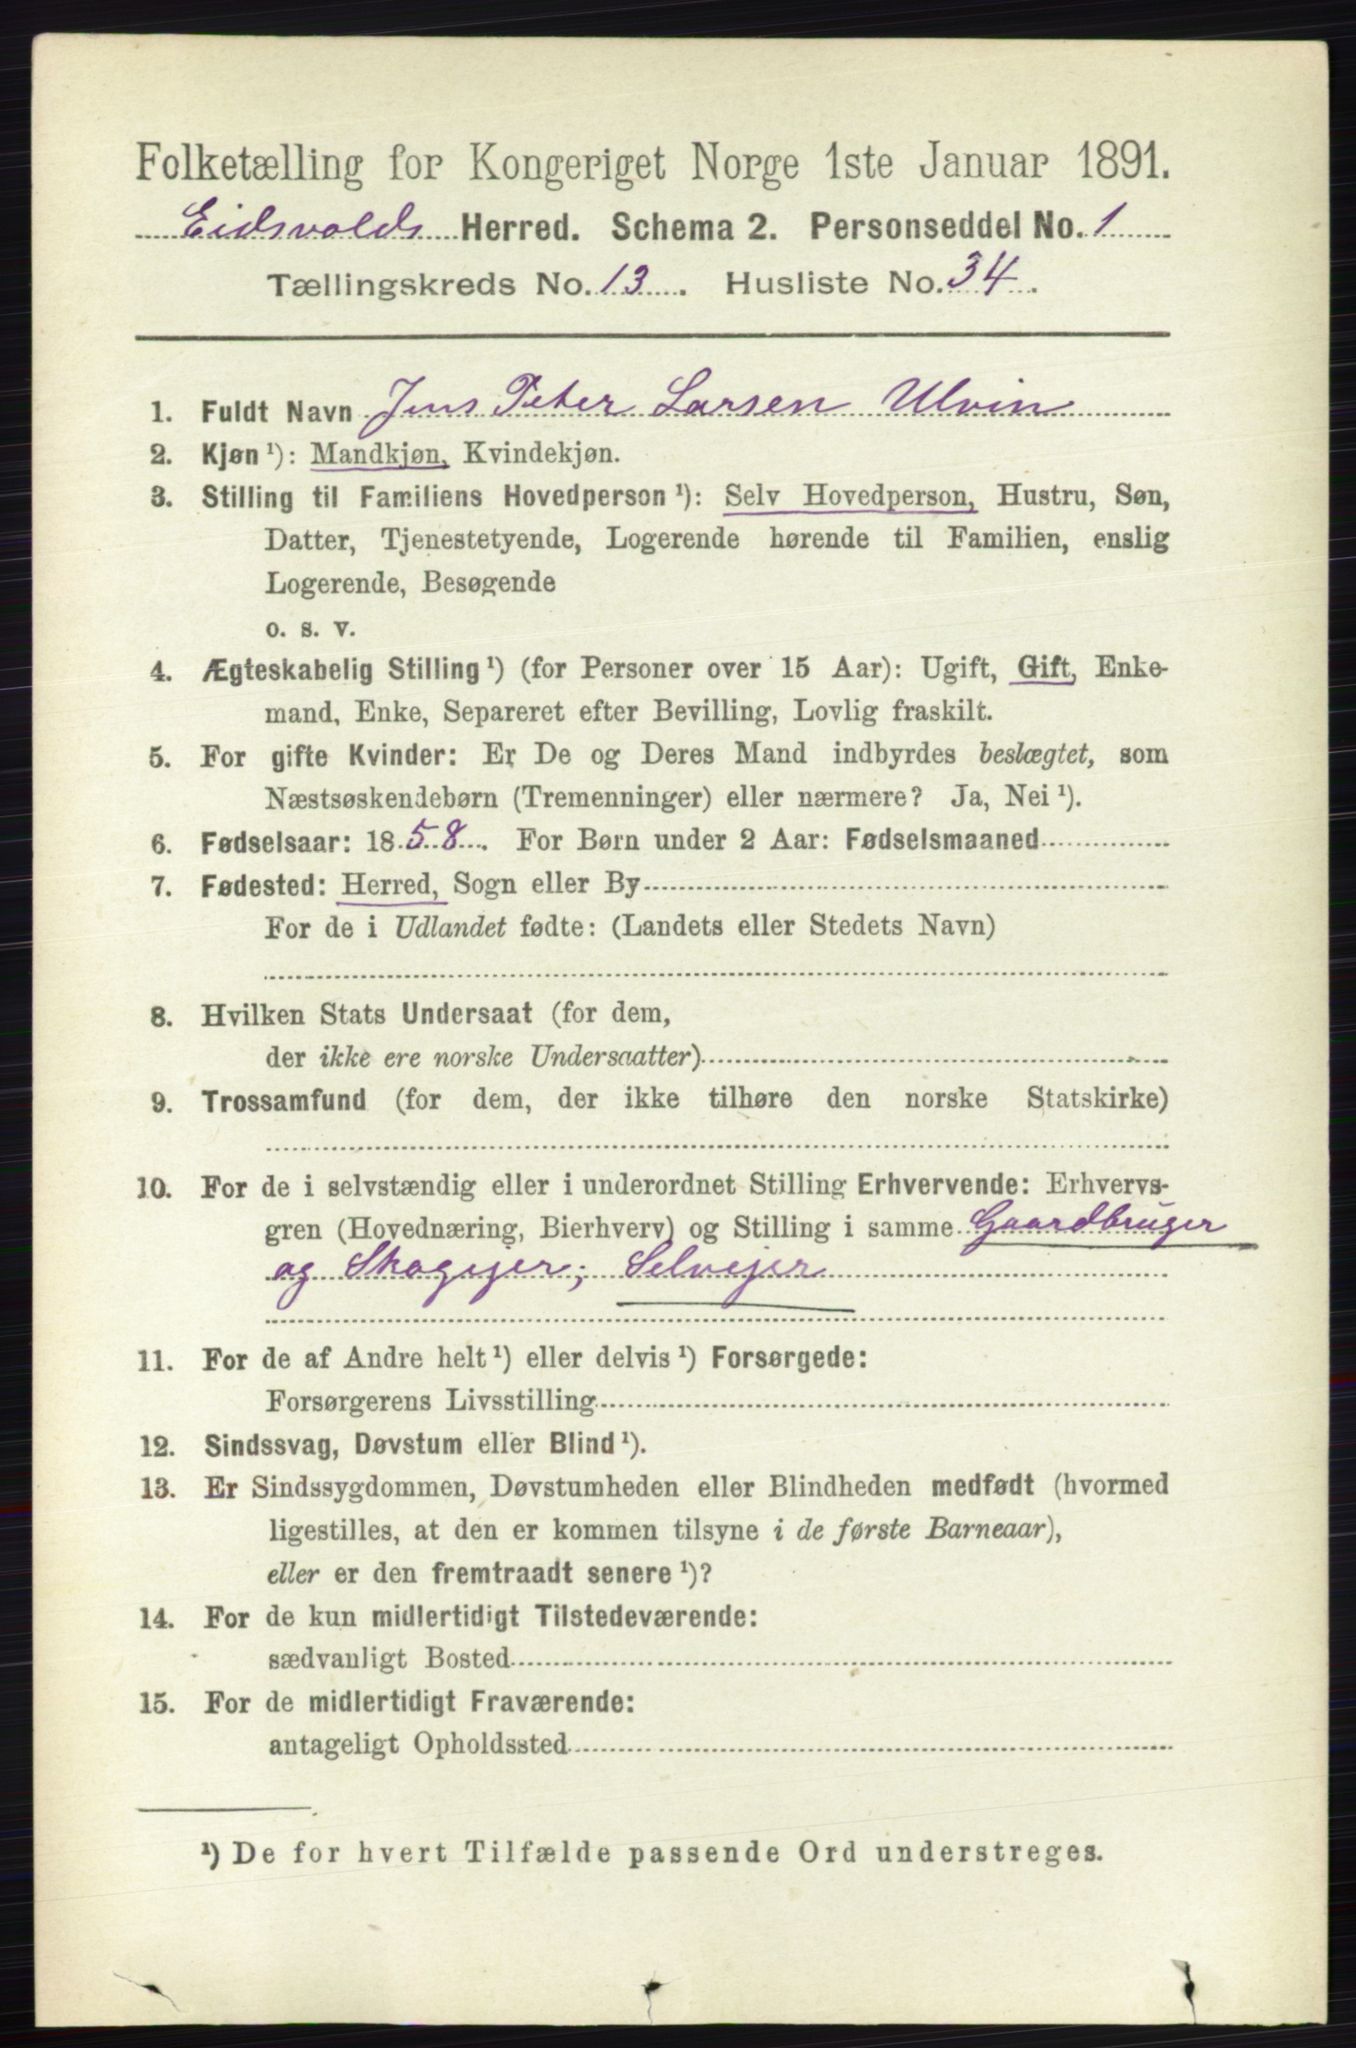 Folketælling for Kongeriget Norge 1ste Januar 1891.
Eidsvolds Herred. Schema 2. Personseddel No. 1
Tællingskreds No. 13. Husliste No. 34.
1. Fuldt Navn Jens Peter Larsen Ulvin
2. Kjøn ¹): Mandkjøn, Kvindekjøn.
3. Stilling til Familiens Hovedperson ¹): Selv Hovedperson, Hustru, Søn,
Datter, Tjenestetyende, Logerende hørende til Familien, enslig
Logerende, Besøgende
o. s. v.
4. Ægteskabelig Stilling ¹) (for Personer over 15 Aar): Ugift, Gift, Enke-
mand, Enke, Separeret efter Bevilling, Lovlig fraskilt.
5. For gifte Kvinder: Er De og Deres Mand indbyrdes beslægtet, som
Næstsøskendebørn (Tremenninger) eller nærmere? Ja, Nei ¹).
6. Fødselsaar: 1858. For Børn under 2 Aar: Fødselsmaaned
7. Fødested: Herred, Sogn eller By
For de i Udlandet fødte: (Landets eller Stedets Navn)
8. Hvilken Stats Undersaat (for dem,
der ikke ere norske Undersaatter)
9. Trossamfund (for dem, der ikke tilhøre den norske Statskirke)
10. For de i selvstændig eller i underordnet Stilling Erhvervende: Erhvervs-
gren (Hovednæring, Bierhverv) og Stilling i samme Gaardbruger
og Skogejer; Selvejer
11. For de af Andre helt ¹) eller delvis ¹) Forsørgede:
Forsørgerens Livsstilling
12. Sindssvag, Døvstum eller Blind ¹).
13. Er Sindssygdommen, Døvstumheden eller Blindheden medfødt (hvormed
ligestilles, at den er kommen tilsyne i de første Barneaar),
eller er den fremtraadt senere ¹)?
14. For de kun midlertidigt Tilstedeværende:
sædvanligt Bosted
15. For de midlertidigt Fraværende:
antageligt Opholdssted
¹) De for hvert Tilfælde passende Ord understreges.